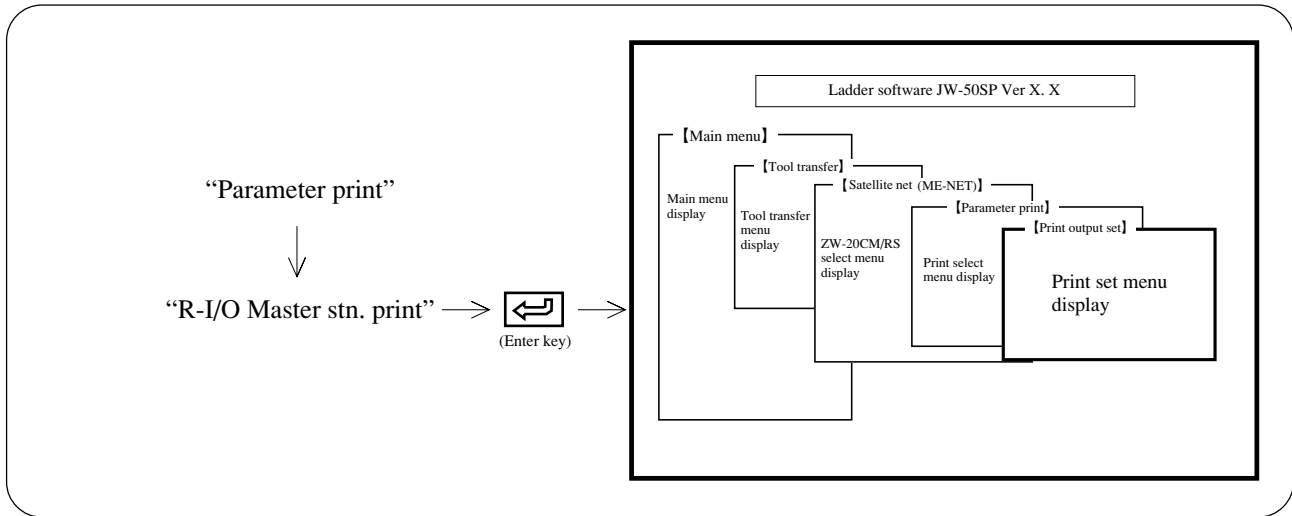 Ladder software JW-50SP Ver X. X
【Main menu】
【Tool transfer】
【Satellite net (ME-NET)】
【Parameter print】
【Print output set】
Main menu
display
Tool transfer
menu
display
ZW-20CM/RS
select menu
display
Print select
menu display
Print set menu
display
“Parameter print”
“R-I/O Master stn. print”
(Enter key)